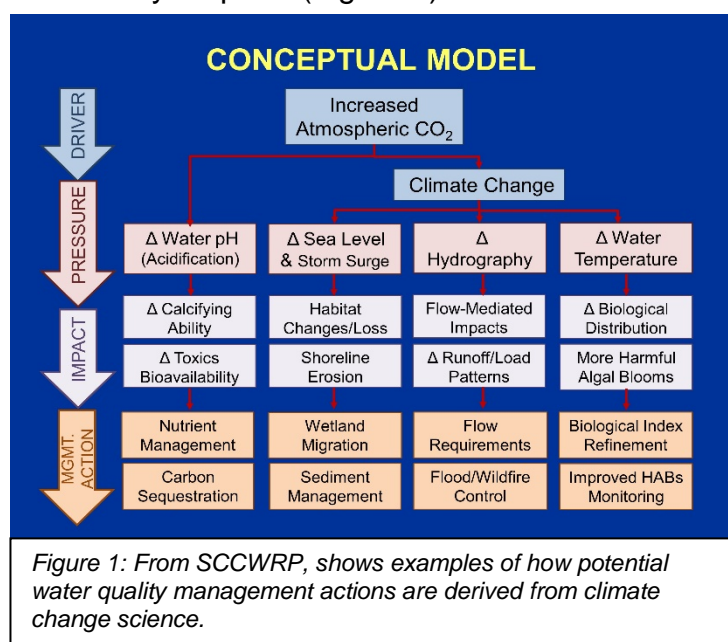 CONCEPTUAL MODEL
DRIVER
Increased
Atmospheric CO₂
Climate Change
PRESSURE
Δ Water pH
(Acidification)
Δ Sea Level
& Storm Surge
Δ
Hydrography
Δ Water
Temperature
IMPACT
Δ Calcifying
Ability
Habitat
Changes/Loss
Flow-Mediated
Impacts
Δ Biological
Distribution
Δ Toxics
Bioavailability
Shoreline
Erosion
Δ Runoff/Load
Patterns
More Harmful
Algal Blooms
MGMT.
ACTION
Nutrient
Management
Wetland
Migration
Flow
Requirements
Biological Index
Refinement
Carbon
Sequestration
Sediment
Management
Flood/Wildfire
Control
Improved HABs
Monitoring
Figure 1: From SCCWRP, shows examples of how potential
water quality management actions are derived from climate
change science.